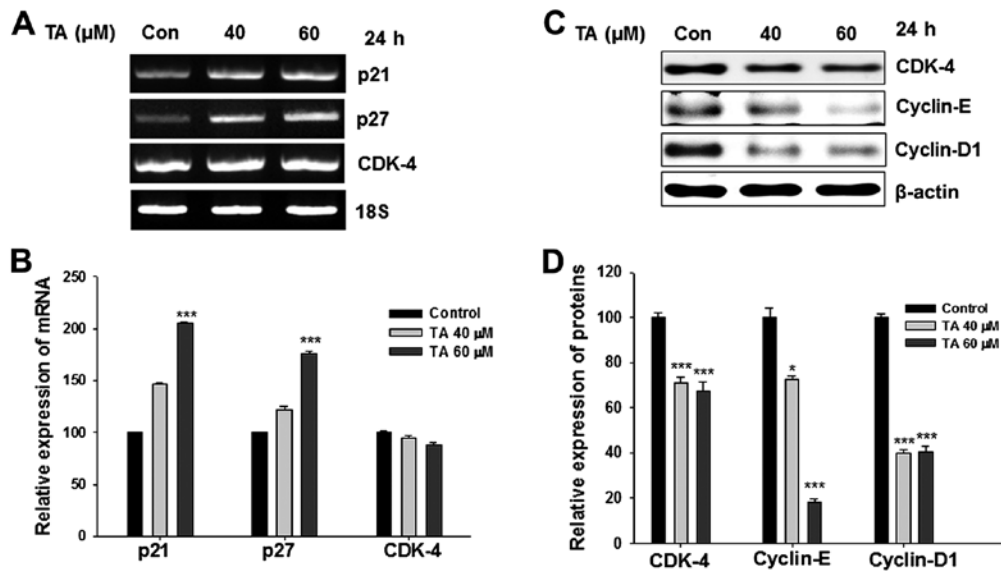 A
TA (μM) Con 40 60 24 h
p21
p27
CDK-4
18S
B
Relative expression of mRNA
250
200
150
100
50
0
***
***
Control
TA 40 μM
TA 60 μM
p21 p27 CDK-4
C
TA (μM) Con 40 60 24 h
CDK-4
Cyclin-E
Cyclin-D1
β-actin
D
Relative expression of proteins
120
100
80
60
40
20
0
*** ***
*
***
*** ***
Control
TA 40 μM
TA 60 μM
CDK-4 Cyclin-E Cyclin-D1